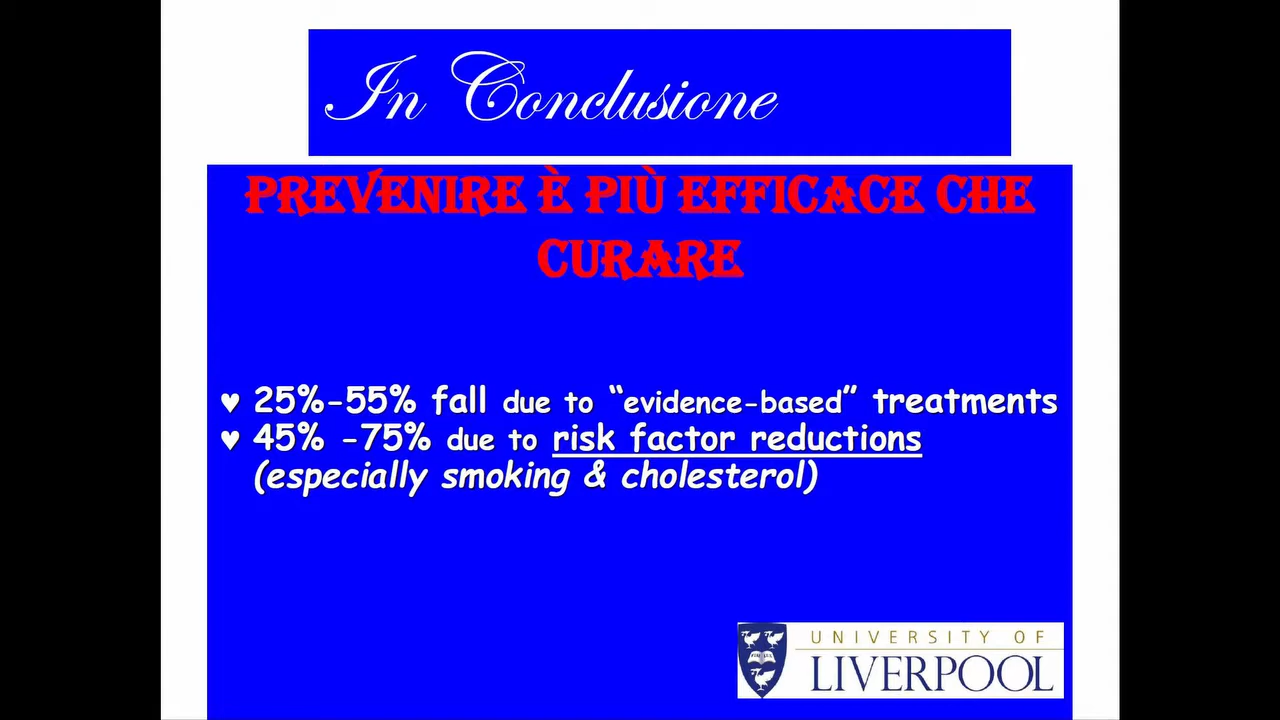 In Conclusione
PREVENIRE È PIÙ EFFICACE CHE
CURARE
♥ 25%-55% fall due to “evidence-based” treatments
♥ 45% -75% due to risk factor reductions
(especially smoking & cholesterol)
UNIVERSITY OF
LIVERPOOL